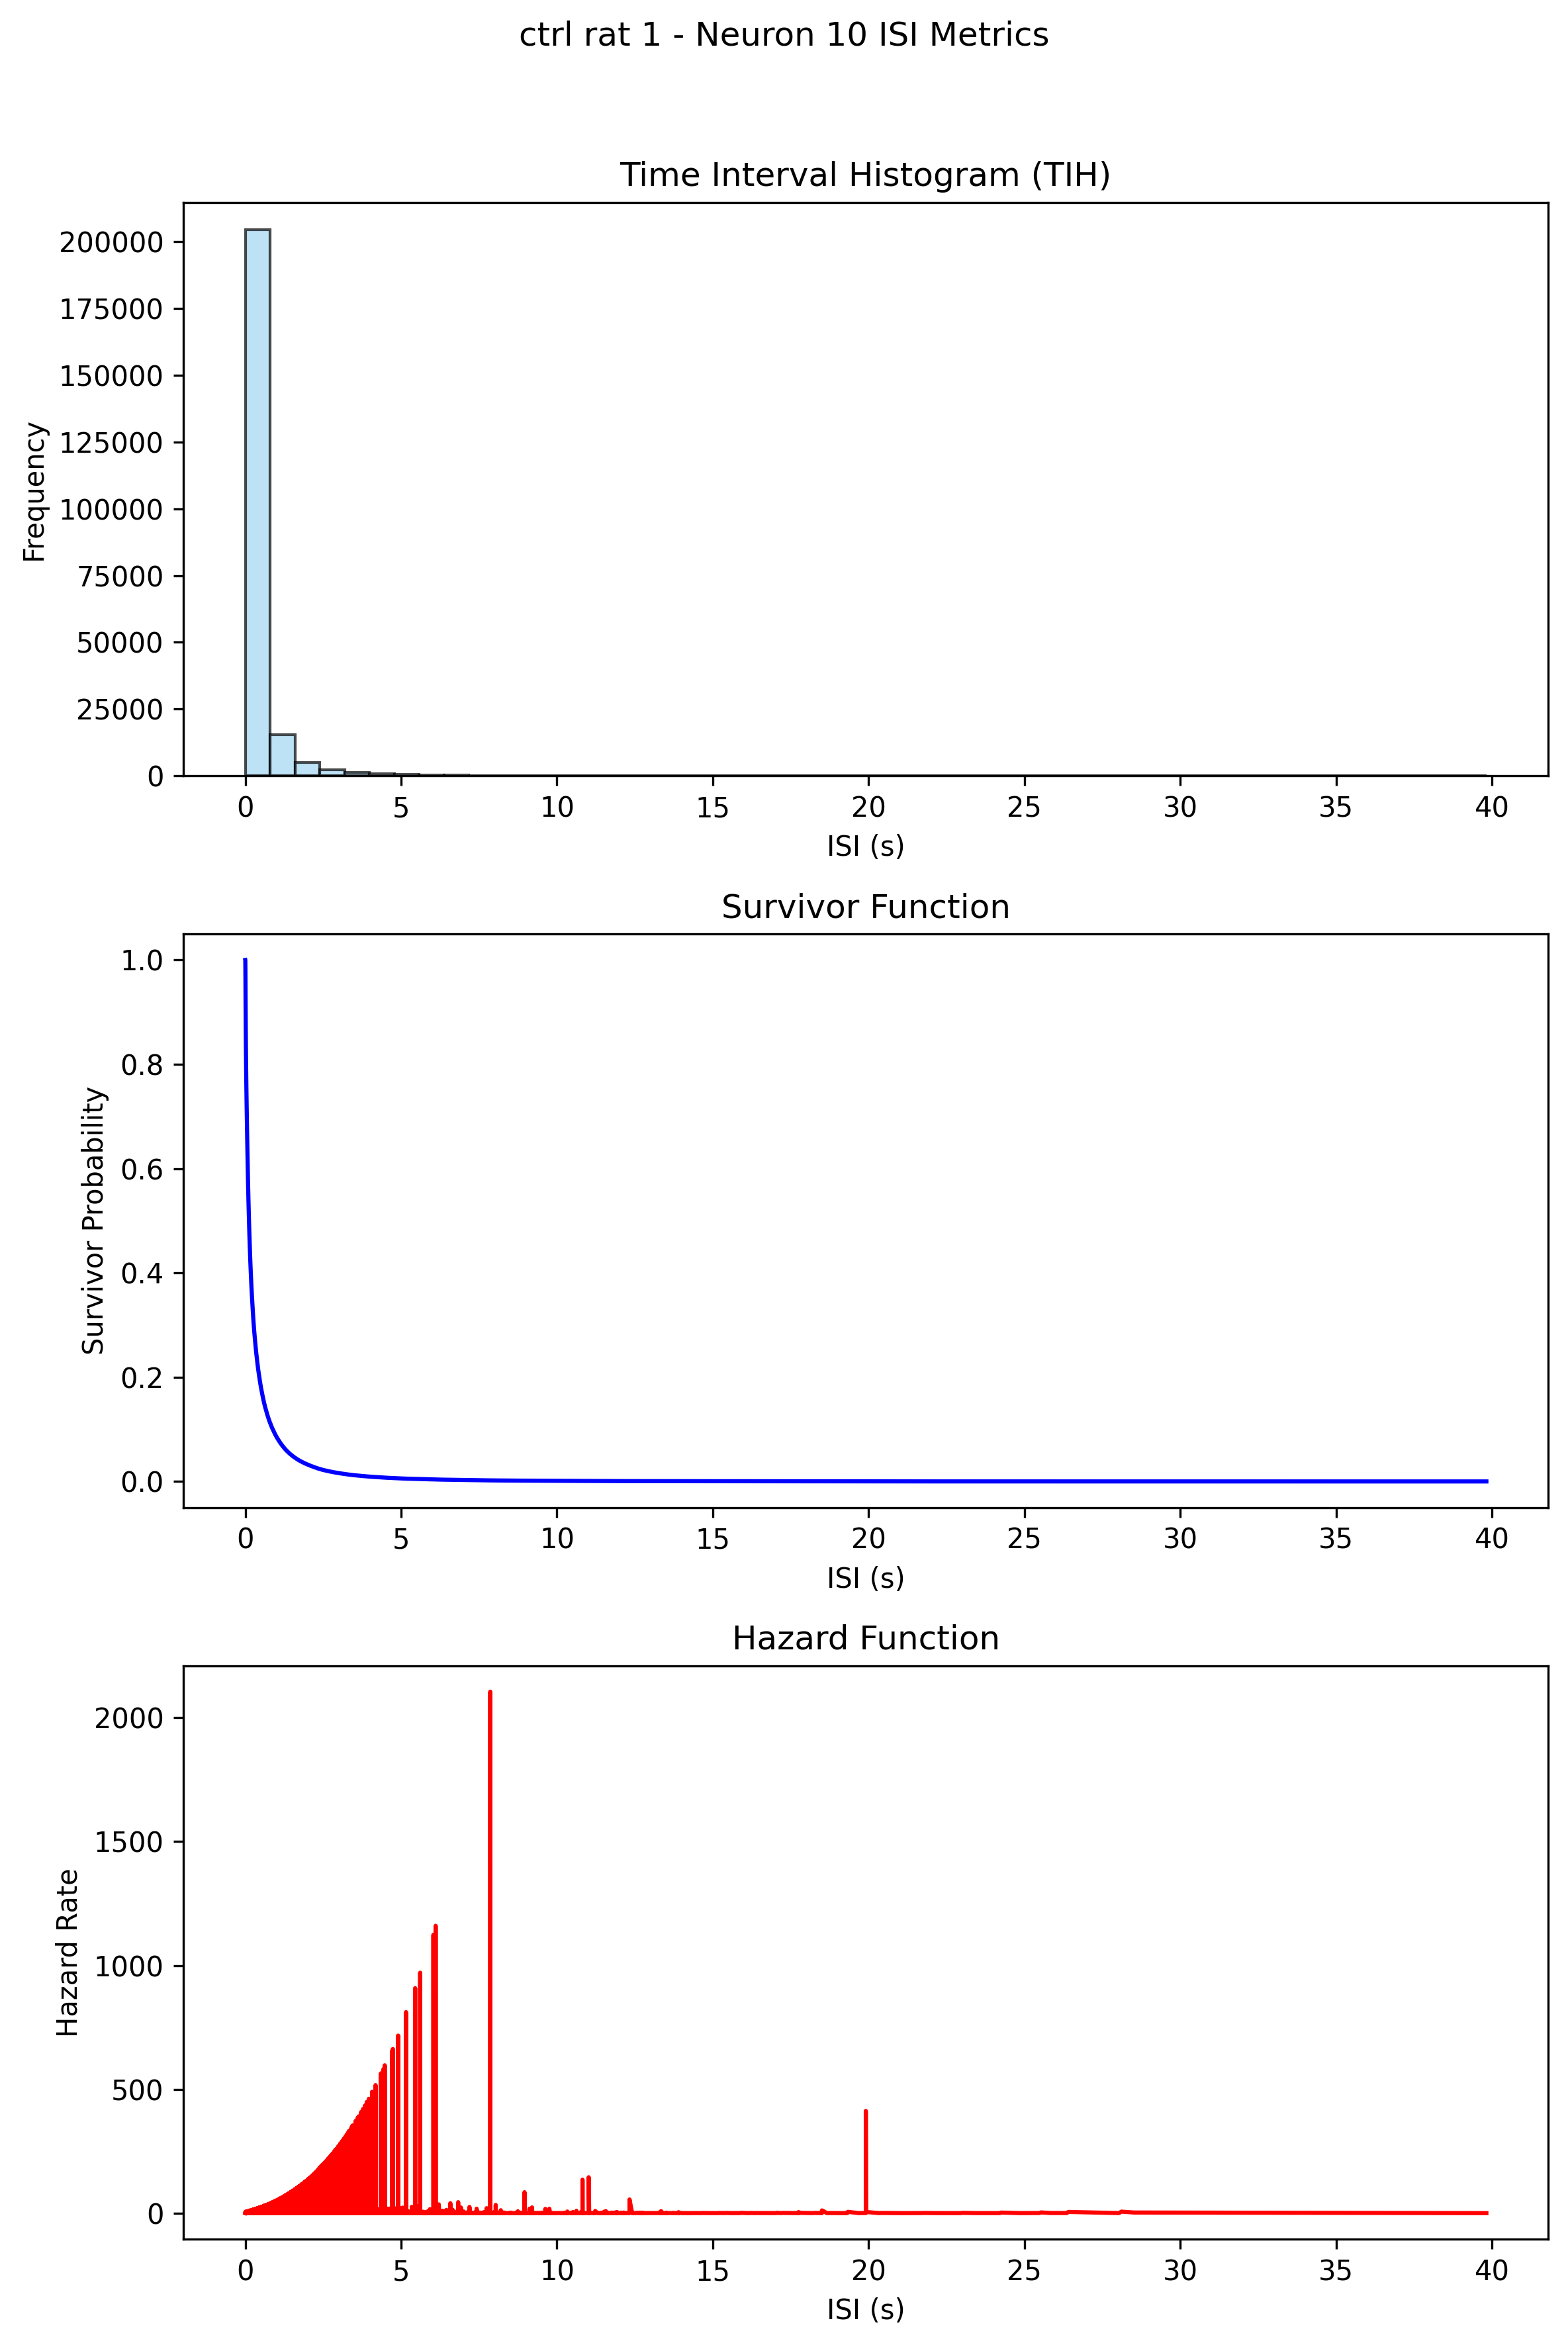 ctrl rat 1 - Neuron 10 ISI Metrics
Time Interval Histogram (TIH)
200000
175000
150000
125000
100000
75000
50000
25000
0
Frequency
0 5 10 15 20 25 30 35 40
ISI (s)
Survivor Function
1.0
0.8
0.6
0.4
0.2
0.0
Survivor Probability
0 5 10 15 20 25 30 35 40
ISI (s)
Hazard Function
2000
1500
1000
500
0
Hazard Rate
0 5 10 15 20 25 30 35 40
ISI (s)